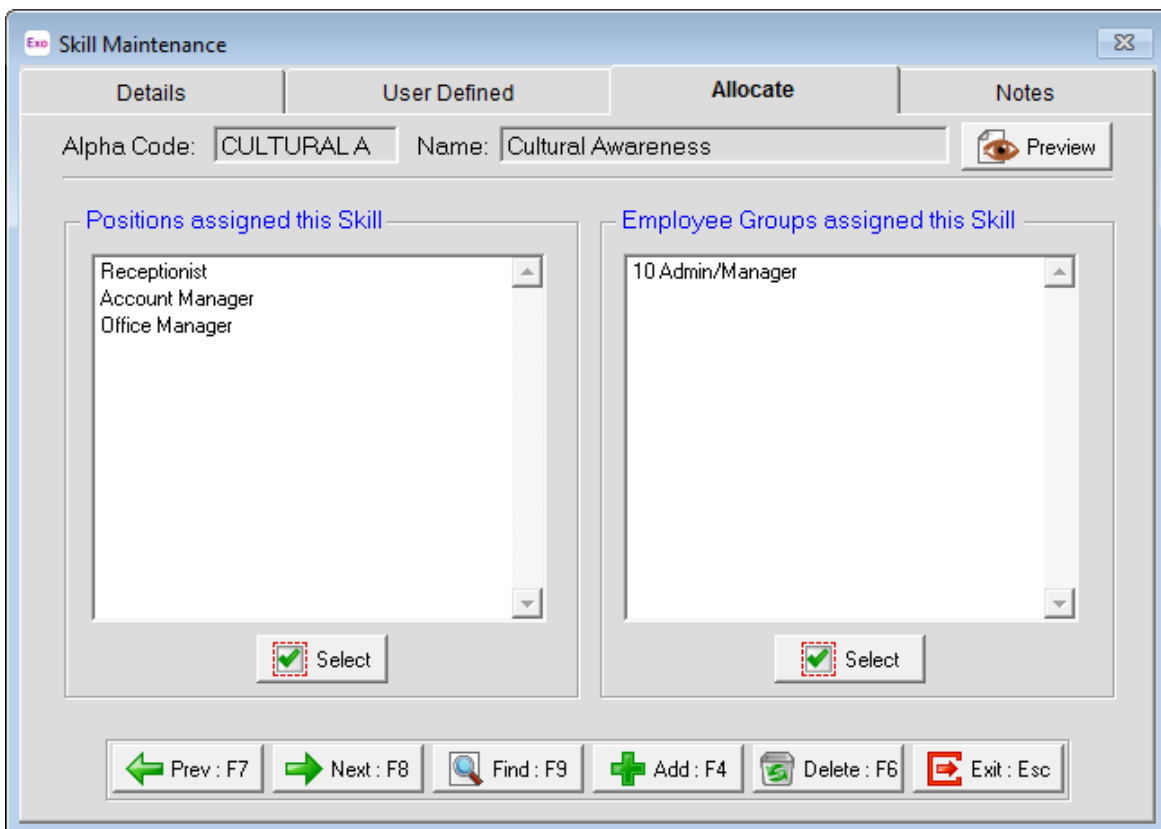 Exo Skill Maintenance
Details User Defined Allocate Notes
Alpha Code: CULTURAL A Name: Cultural Awareness Preview
Positions assigned this Skill Employee Groups assigned this Skill
Receptionist 10 Admin/Manager
Account Manager
Office Manager
Select Select
Prev : F7 Next : F8 Find : F9 Add : F4 Delete : F6 Exit : Esc